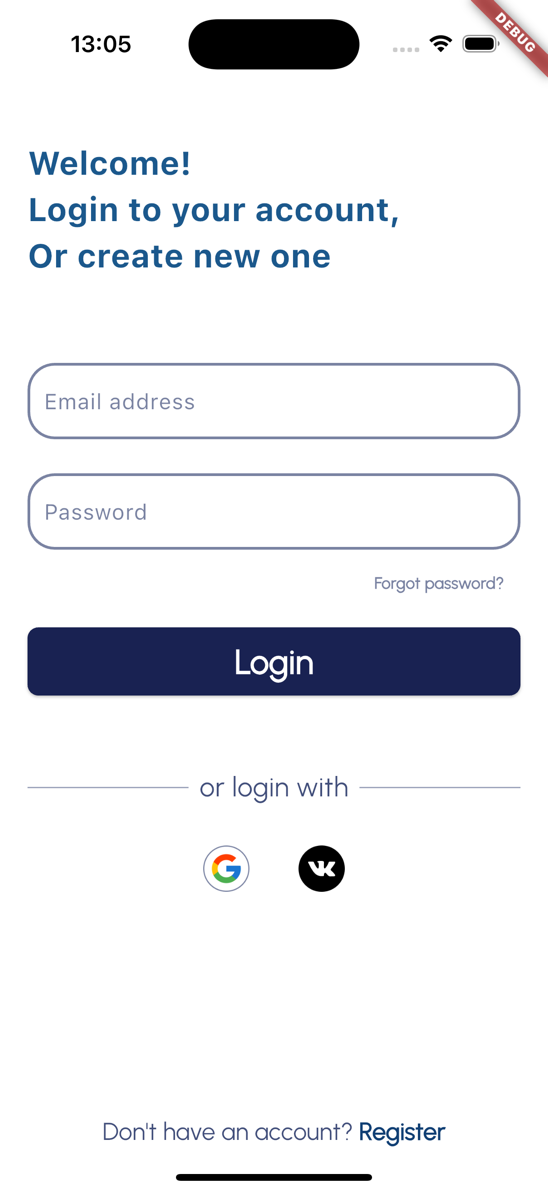 13:05
DEBUG
Welcome!
Login to your account,
Or create new one
Email address
Password
Forgot password?
Login
or login with
G
VK
Don't have an account? Register